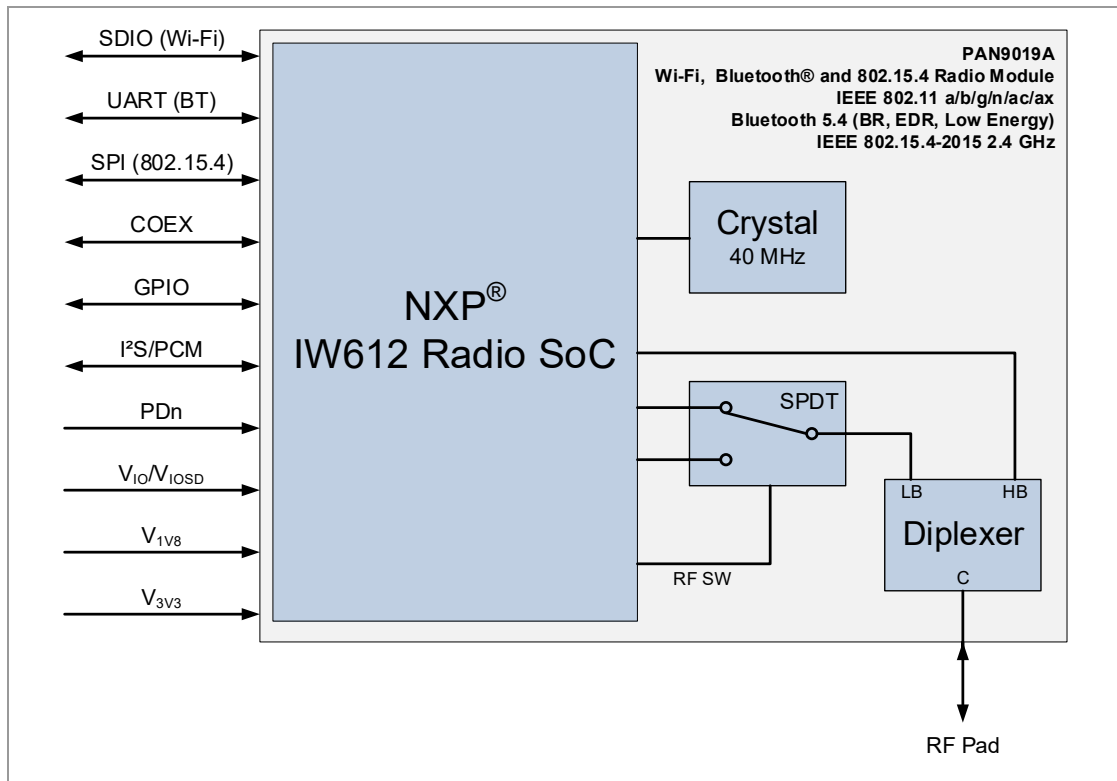 SDIO (Wi-Fi)
UART (BT)
SPI (802.15.4)
COEX
GPIO
I²S/PCM
PDn
VIO/VIOSD
V1V8
V3V3
NXP®
IW612 Radio SoC
PAN9019A
Wi-Fi, Bluetooth® and 802.15.4 Radio Module
IEEE 802.11 a/b/g/n/ac/ax
Bluetooth 5.4 (BR, EDR, Low Energy)
IEEE 802.15.4-2015 2.4 GHz
Crystal
40 MHz
SPDT
RF SW
LB HB
Diplexer
C
RF Pad